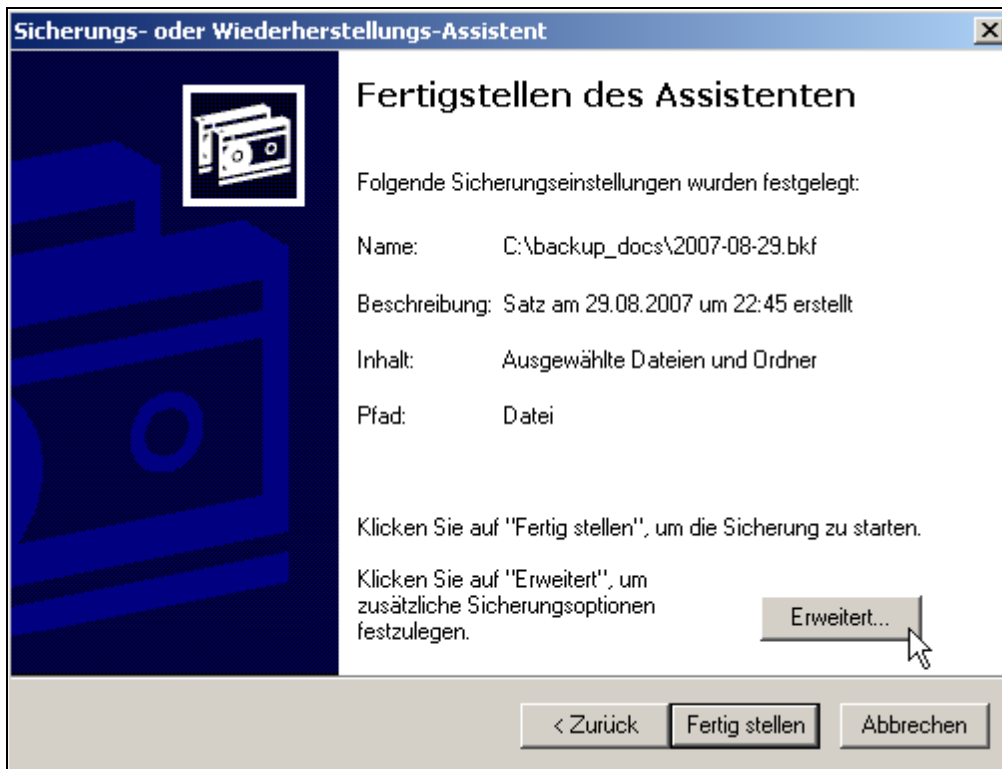 Sicherungs- oder Wiederherstellungs-Assistent
Fertigstellen des Assistenten
Folgende Sicherungseinstellungen wurden festgelegt:
Name: C:\backup_docs\2007-08-29.bkf
Beschreibung: Satz am 29.08.2007 um 22:45 erstellt
Inhalt: Ausgewählte Dateien und Ordner
Pfad: Datei
Klicken Sie auf "Fertig stellen", um die Sicherung zu starten.
Klicken Sie auf "Erweitert", um
zusätzliche Sicherungsoptionen
festzulegen.
Erweitert...
< Zurück Fertig stellen Abbrechen